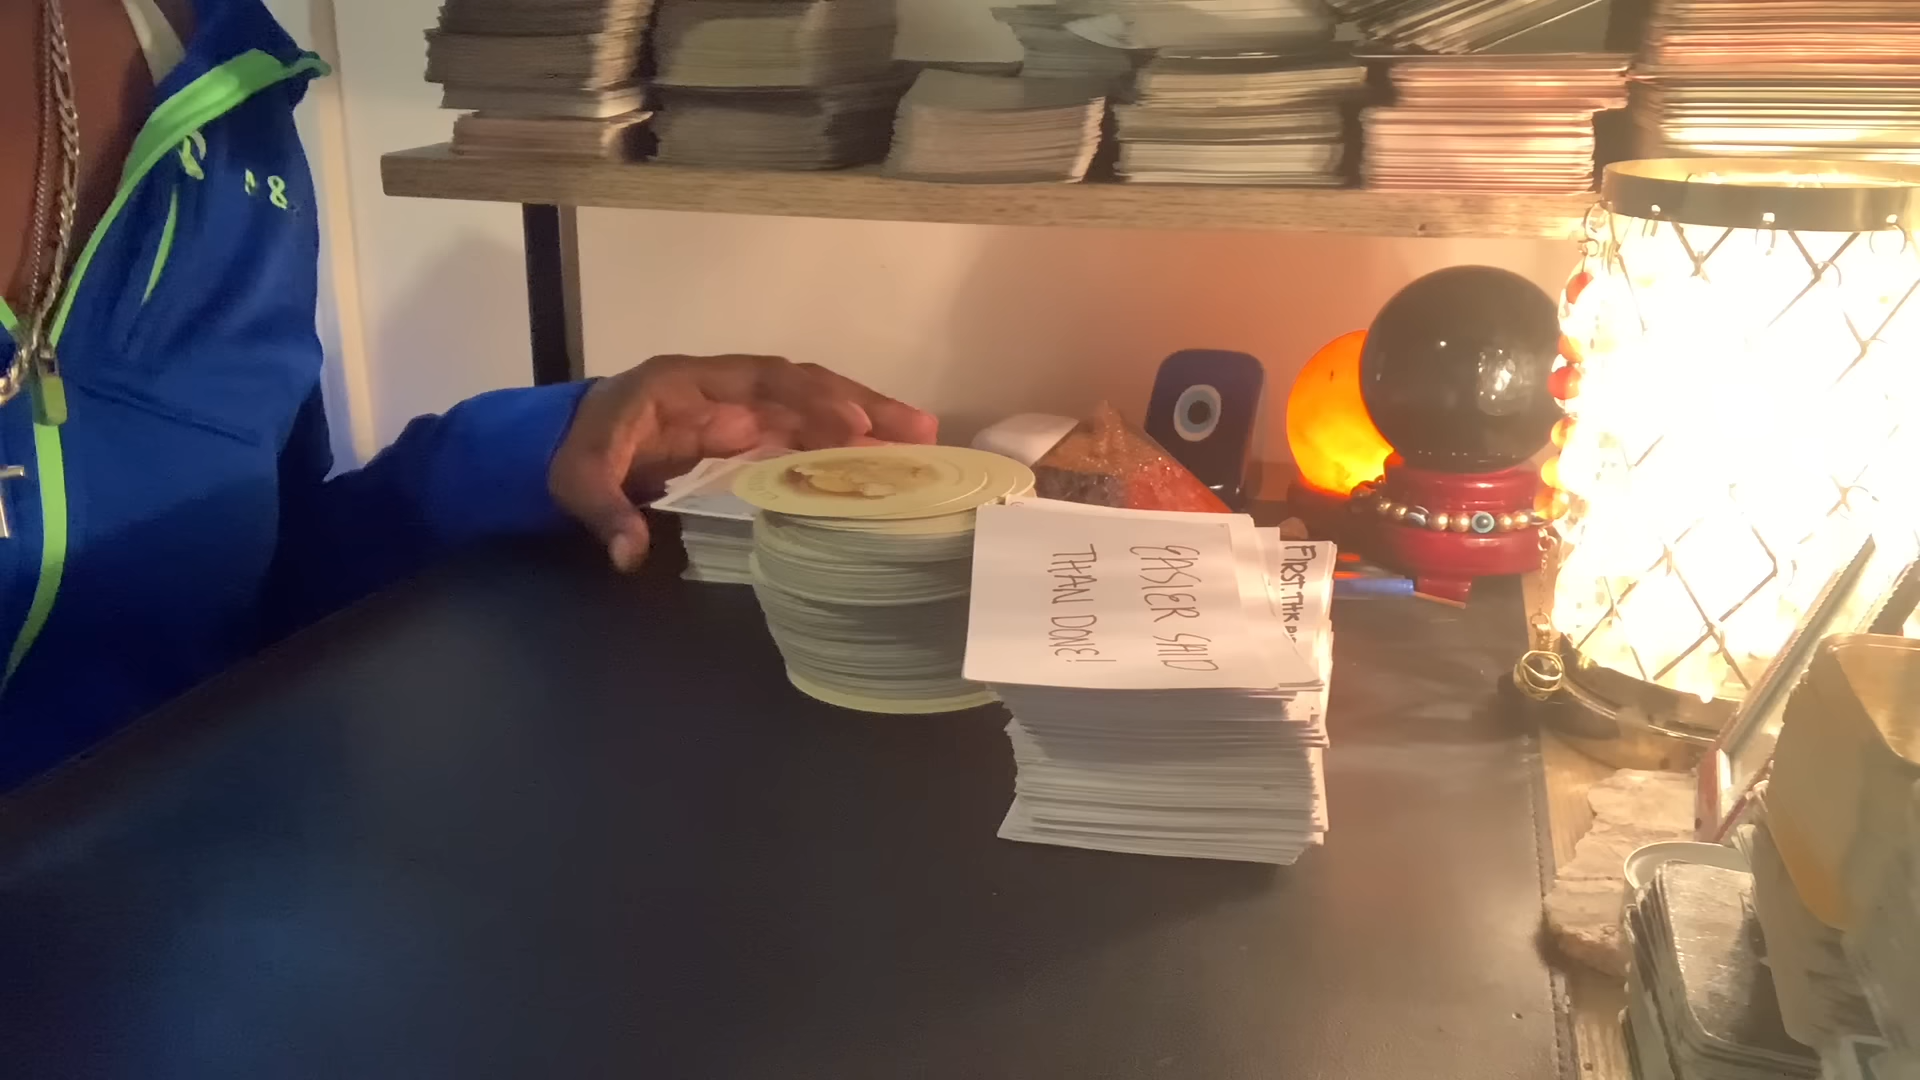 EASIER SAID
THAN DONE!
FIRST.
&